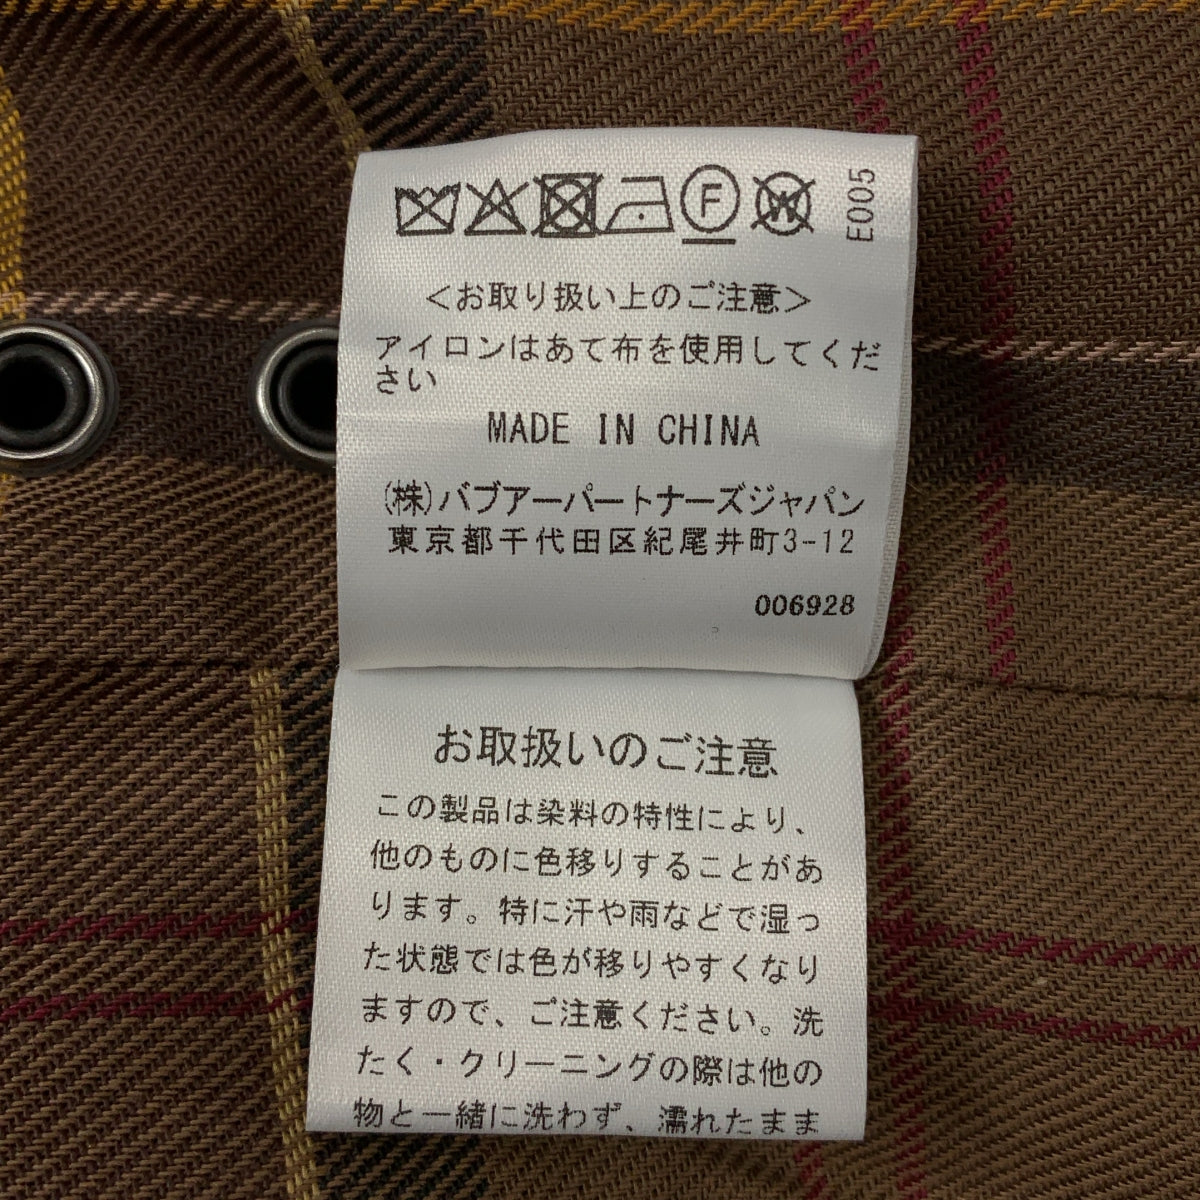 F W
E005
<お取り扱い上のご注意>
アイロンはあて布を使用してくだ
さい
MADE IN CHINA
(株)バブアーパートナーズジャパン
東京都千代田区紀尾井町3-12
006928
お取扱いのご注意
この製品は染料の特性により、
他のものに色移りすることがあ
ります。特に汗や雨などで湿っ
た状態では色が移りやすくなり
ますので、ご注意ください。洗
たく・クリーニングの際は他の
物と一緒に洗わず、濡れたまま